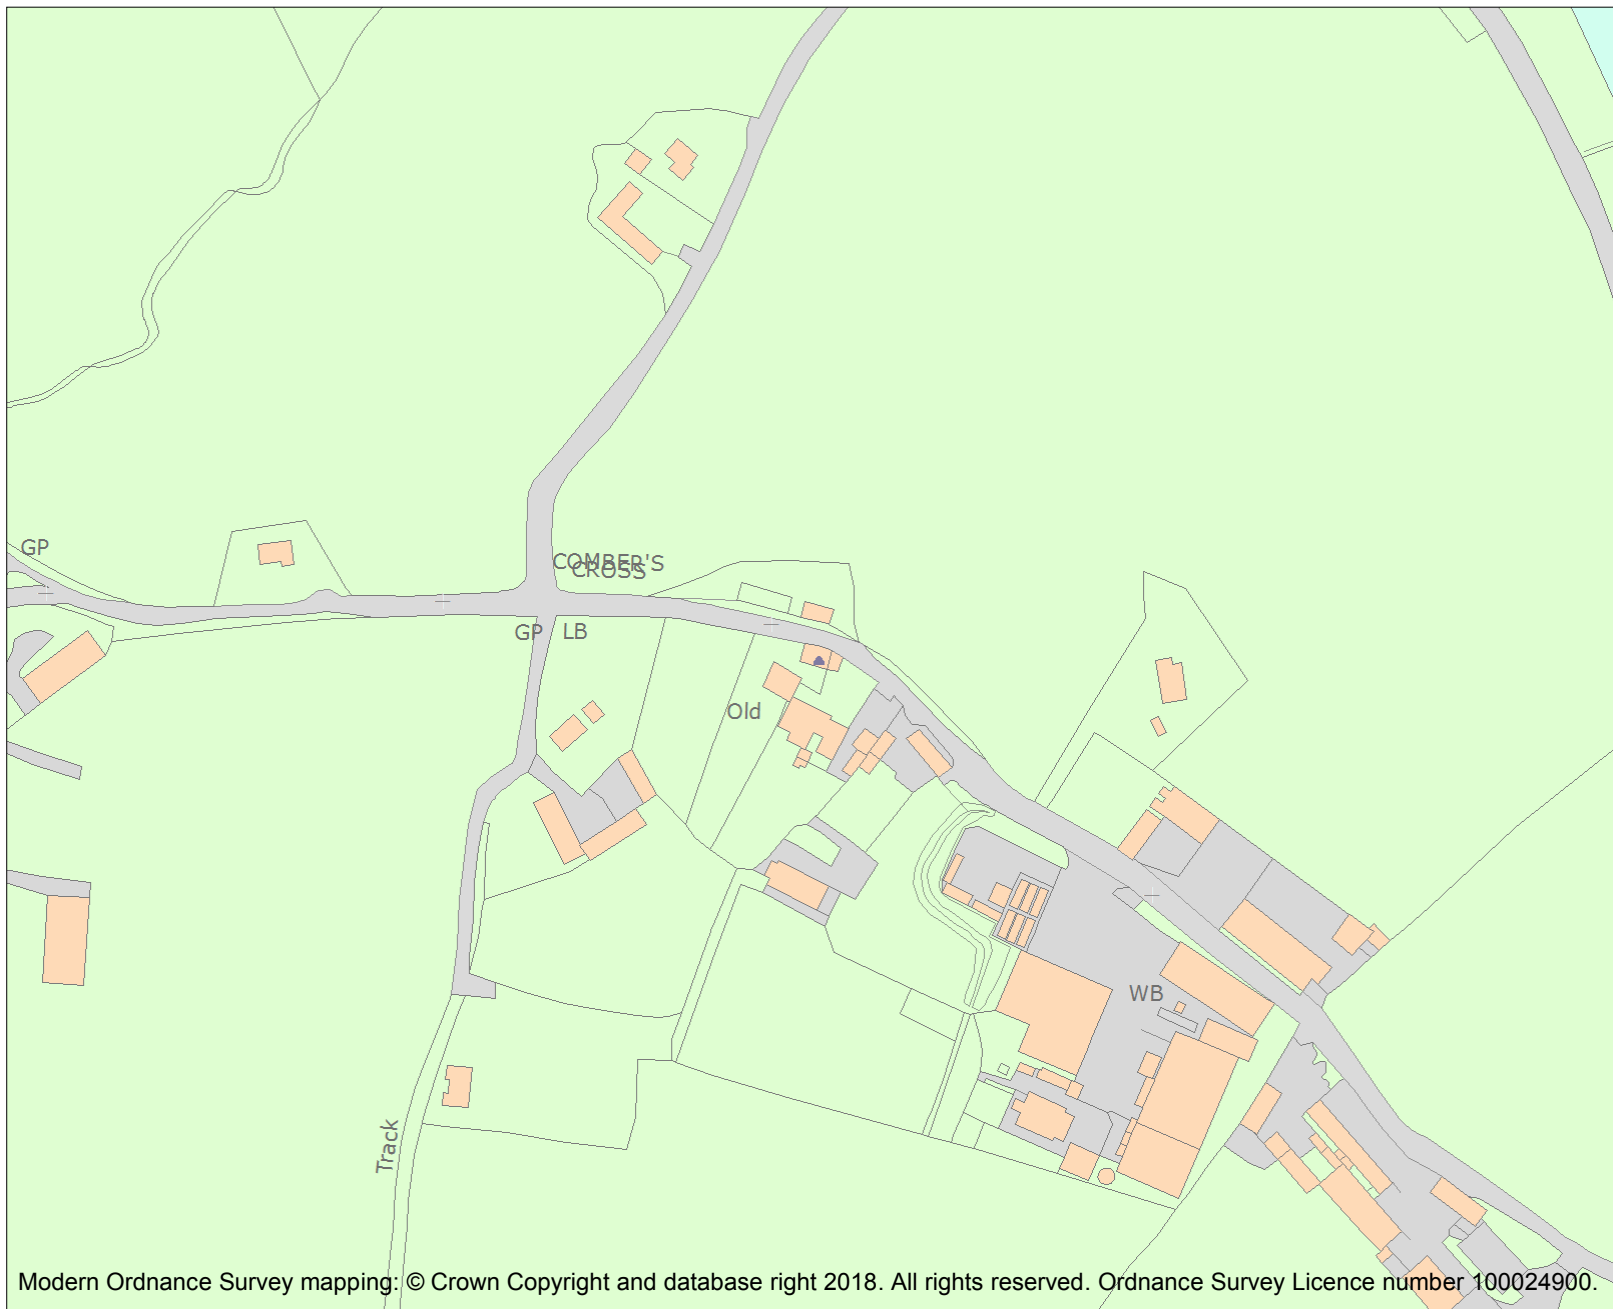 COMBER'S
CROSS
GP
GP
LB
Old
WB
Track
Modern Ordnance Survey mapping: © Crown Copyright and database right 2018. All rights reserved. Ordnance Survey Licence number 100024900.